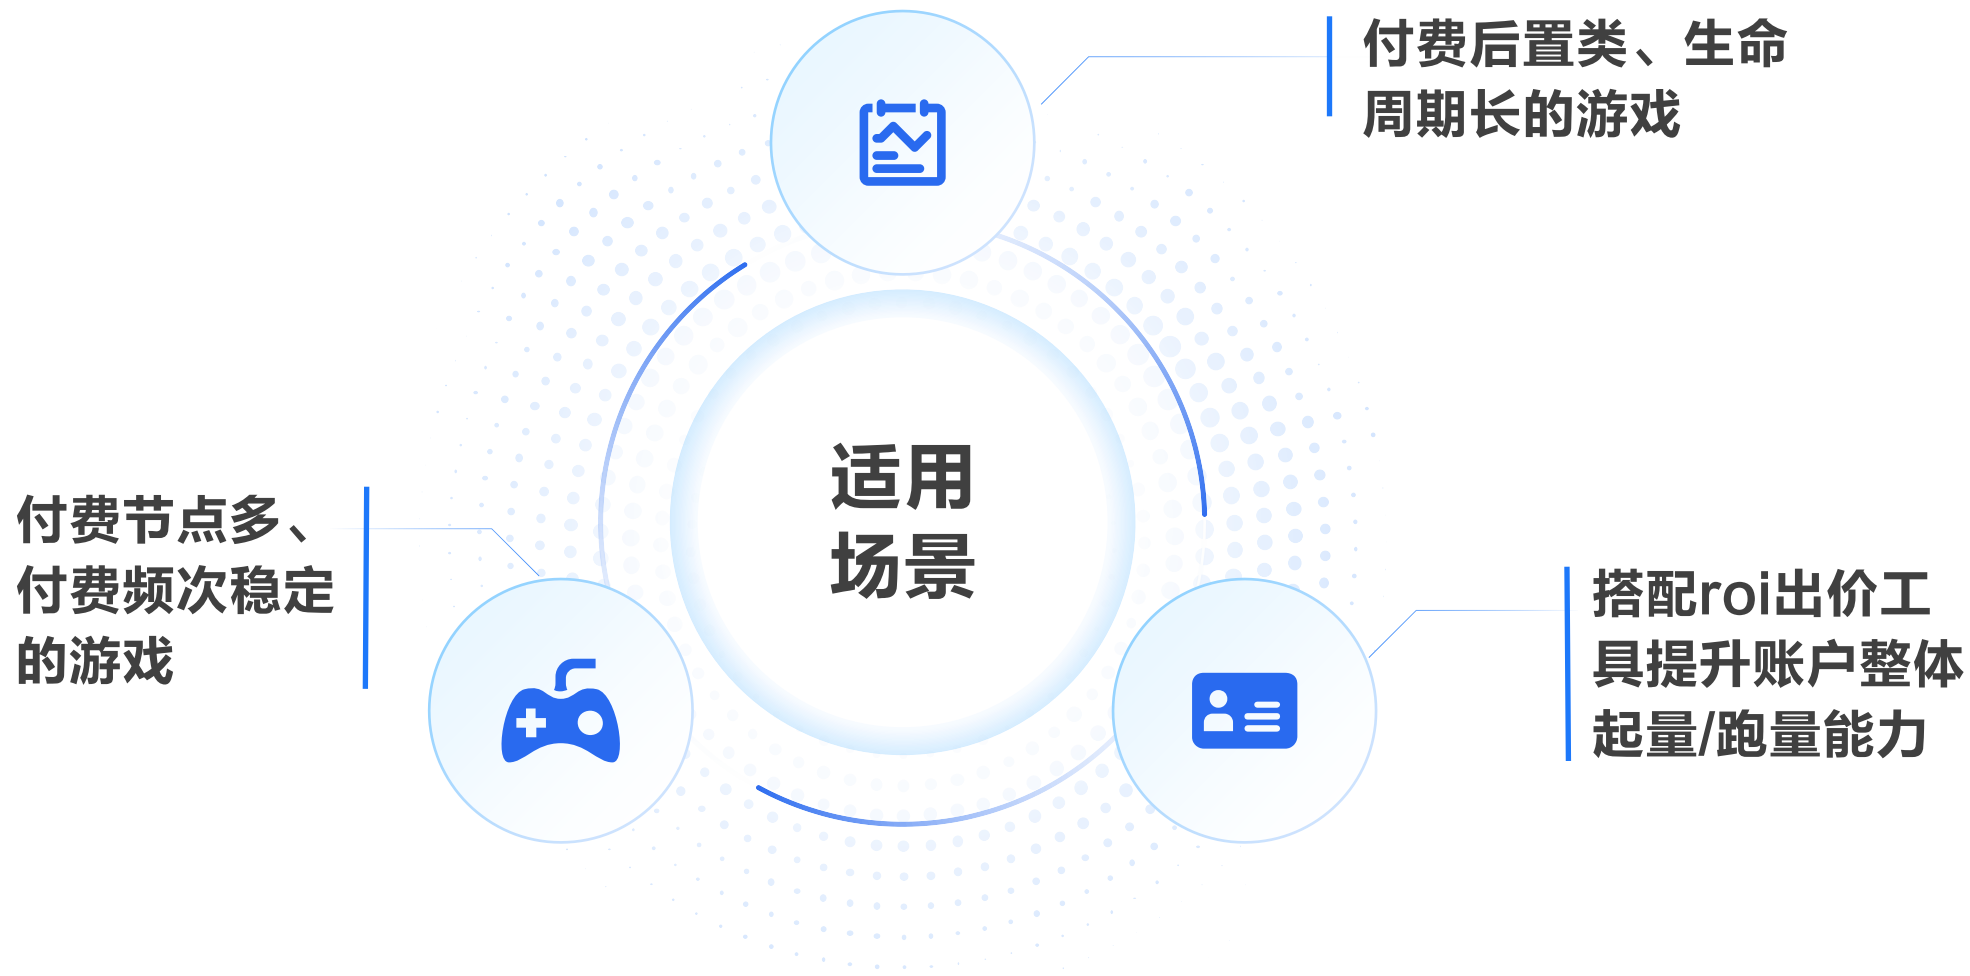 付费后置类、生命
周期长的游戏
适用
场景
付费节点多、
付费频次稳定
的游戏
搭配roi出价工
具提升账户整体
起量/跑量能力